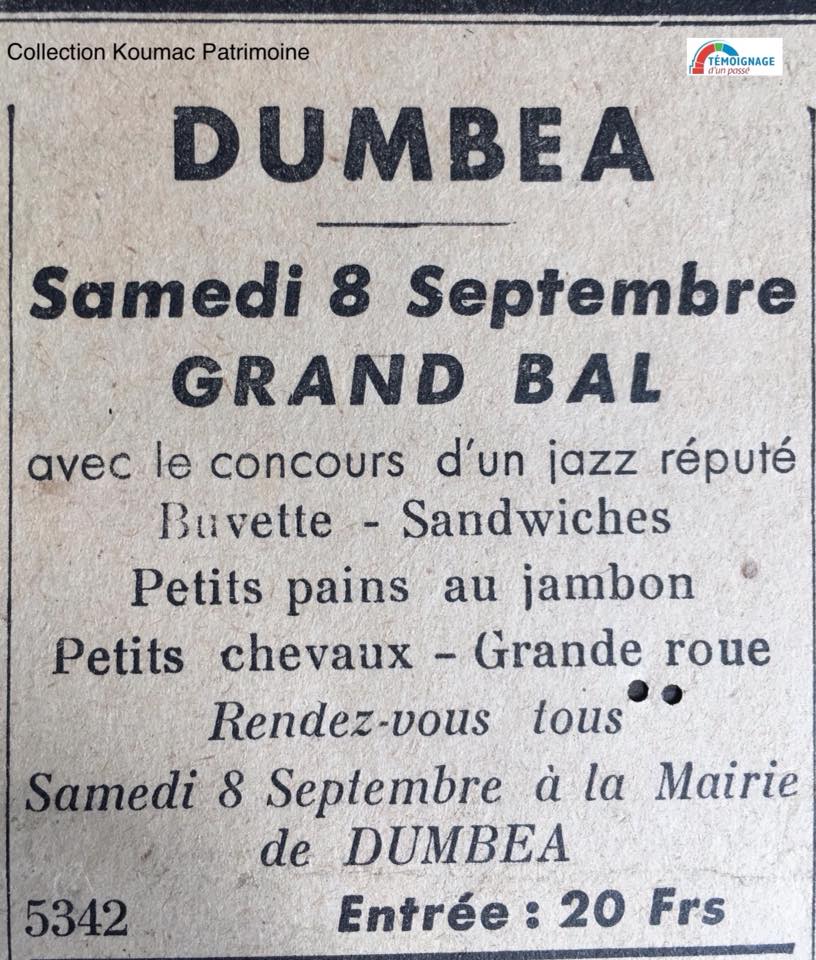 Collection Koumac Patrimoine
TÉMOIGNAGE
d'un passé
DUMBEA
Samedi 8 Septembre
GRAND BAL
avec le concours d'un jazz réputé
Buvette - Sandwiches
Petits pains au jambon
Petits chevaux - Grande roue
Rendez-vous tous
Samedi 8 Septembre à la Mairie
de DUMBEA
5342 Entrée : 20 Frs